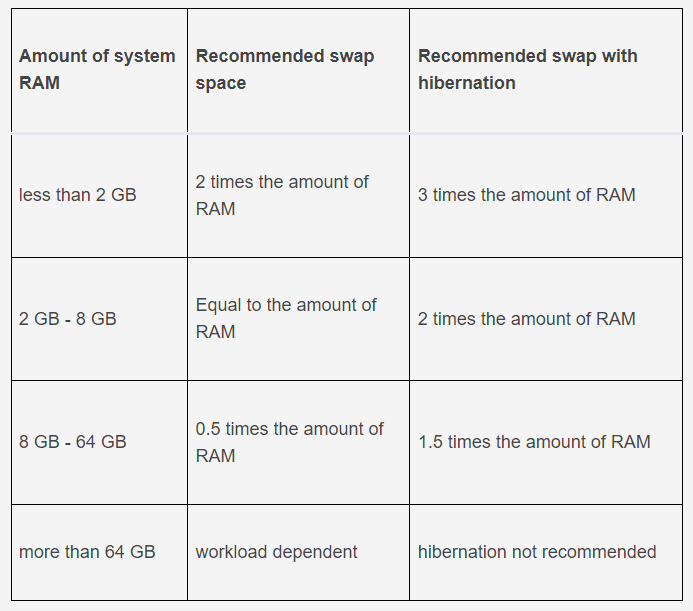 Amount of system
RAM
Recommended swap
space
Recommended swap with
hibernation
less than 2 GB
2 times the amount of
RAM
3 times the amount of RAM
2 GB - 8 GB
Equal to the amount of
RAM
2 times the amount of RAM
8 GB - 64 GB
0.5 times the amount of
RAM
1.5 times the amount of RAM
more than 64 GB
workload dependent
hibernation not recommended